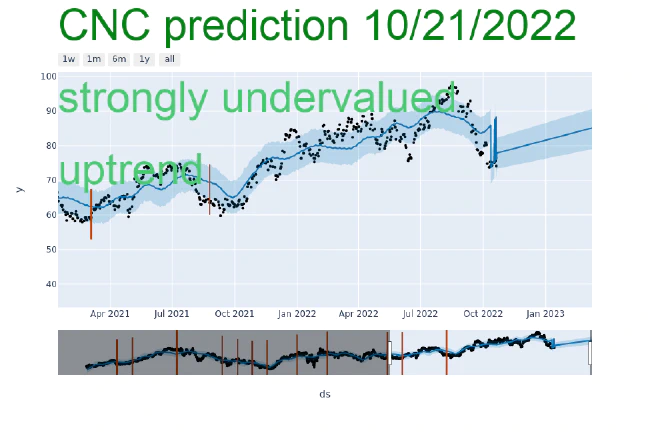 CNC prediction 10/21/2022
1w 1m 6m 1y all
100
strongly undervalued
90
80
uptrend
70
y
60
50
40
Apr 2021 Jul 2021 Oct 2021 Jan 2022 Apr 2022 Jul 2022 Oct 2022 Jan 2023
ds